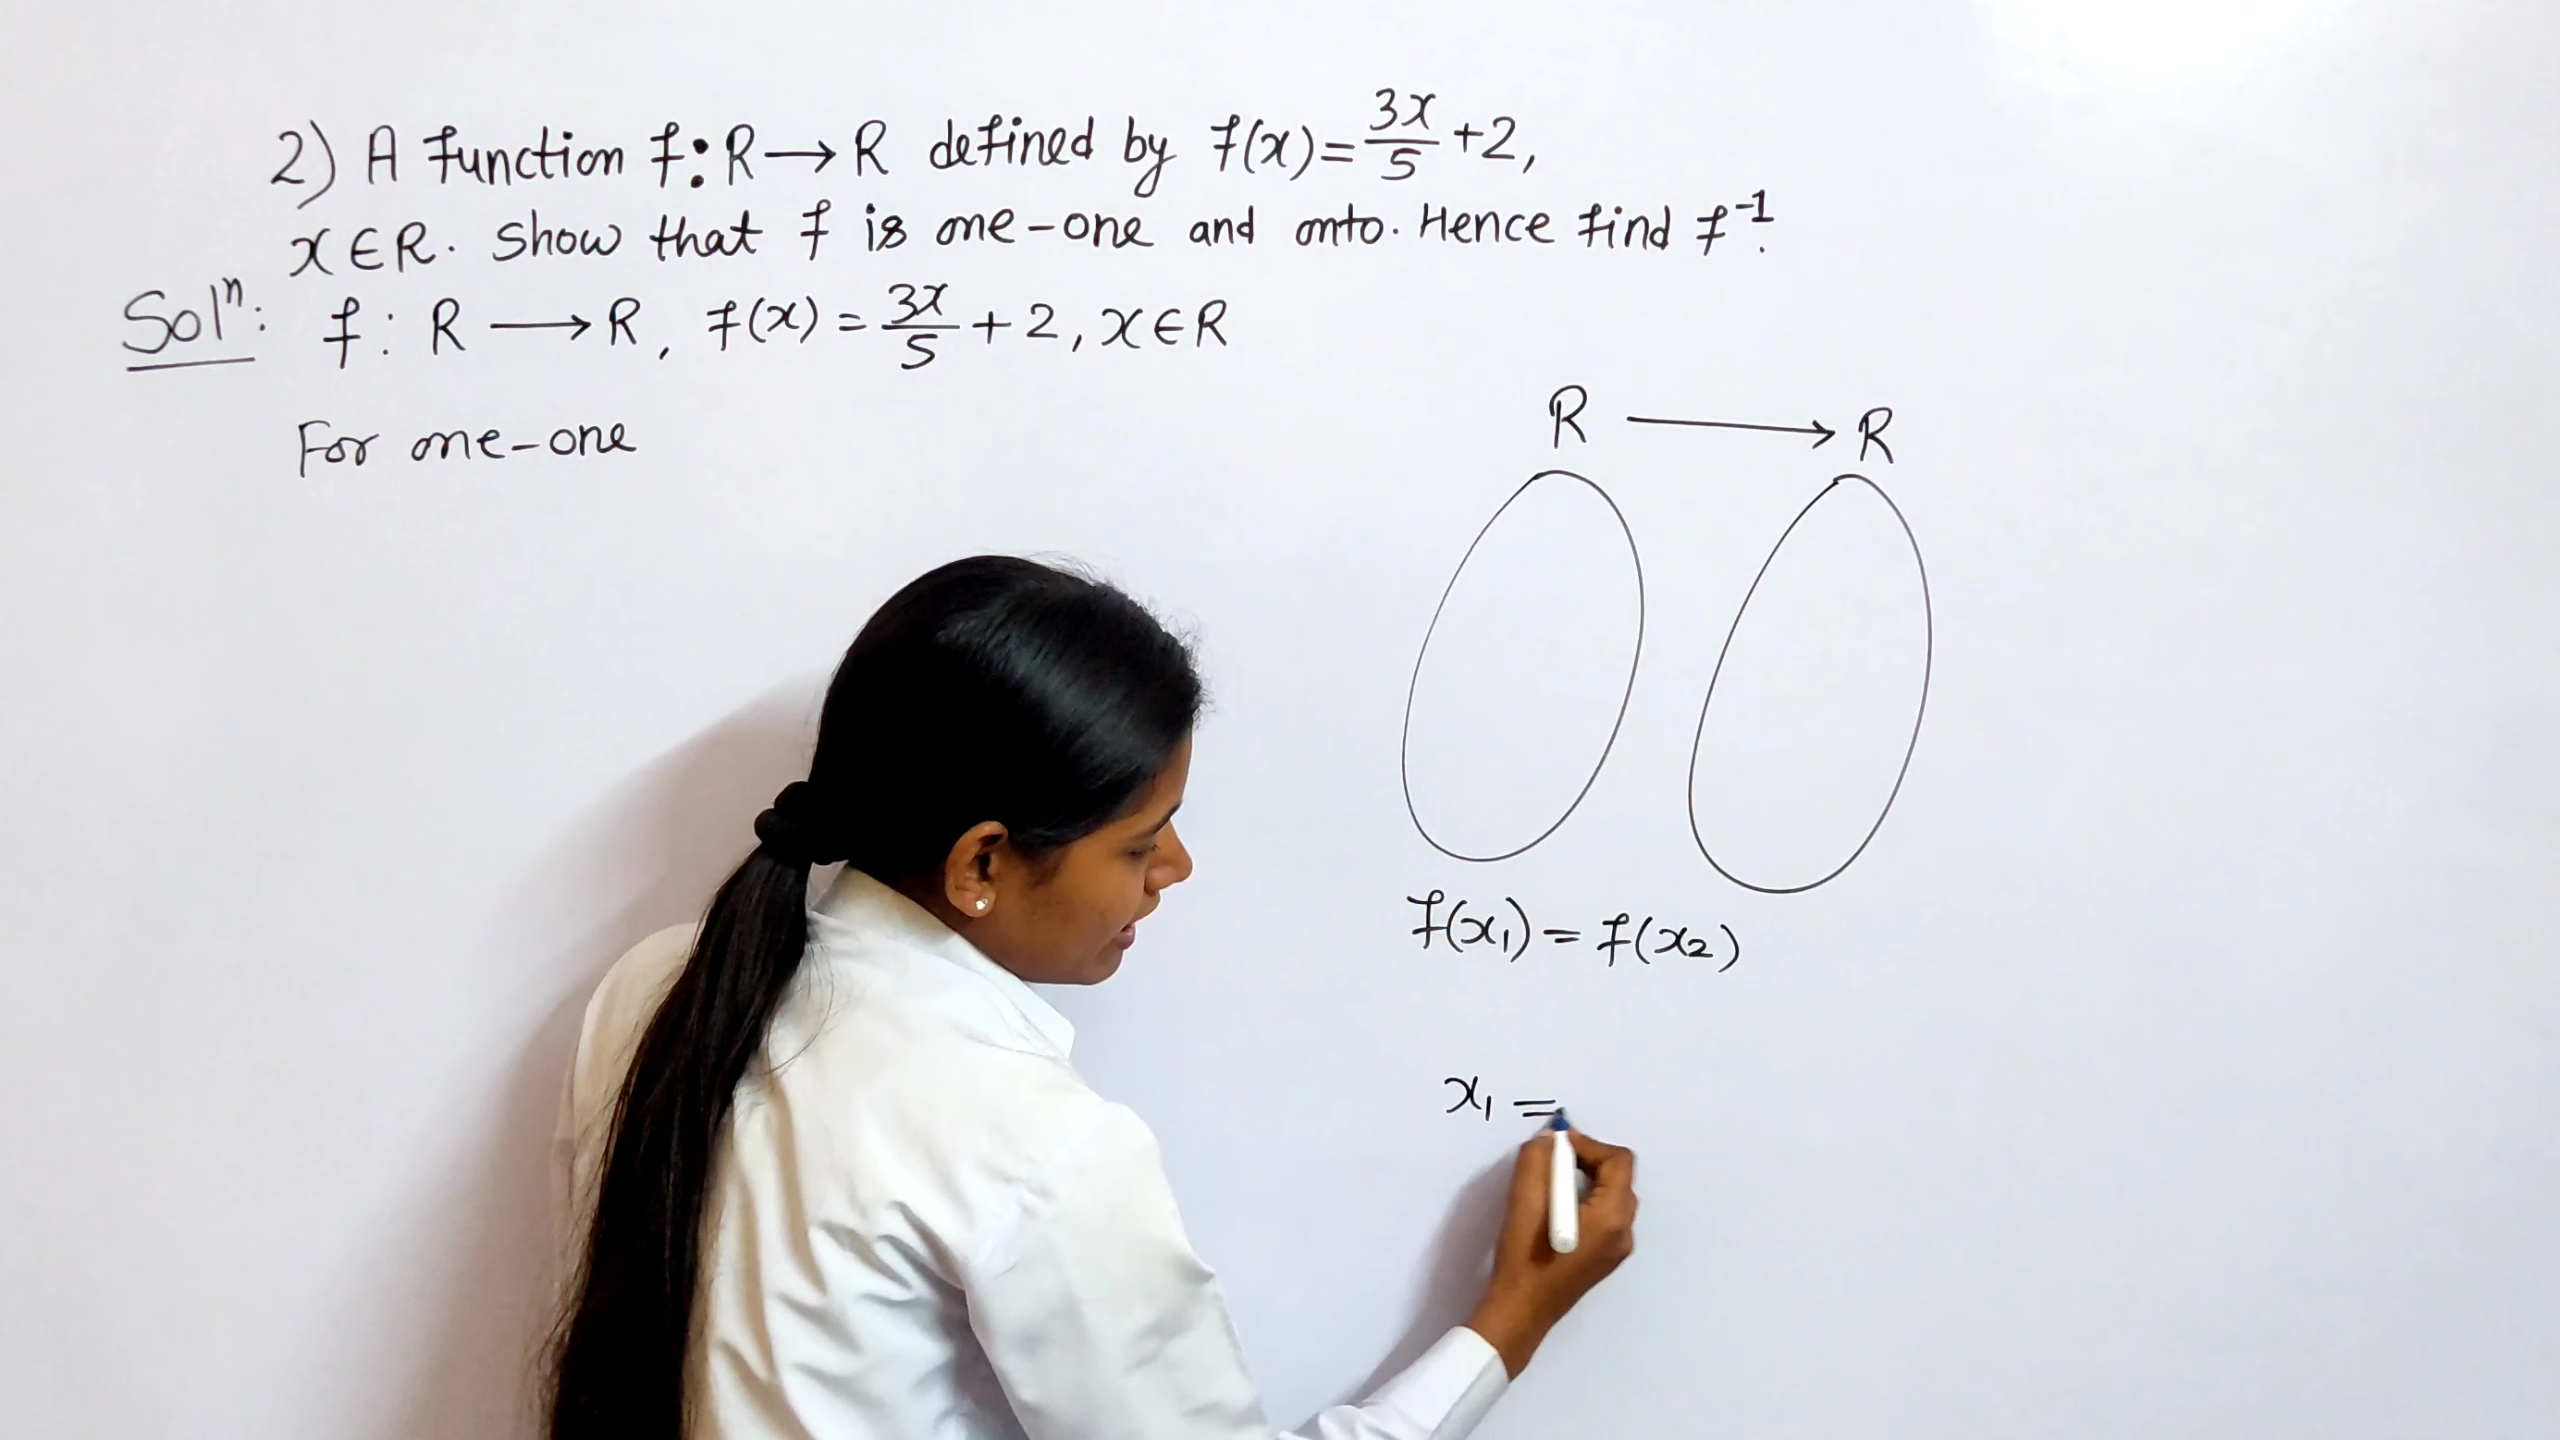 2) A function f: R → R defined by f(x) = 3x/5 + 2,
x ∈ R. Show that f is one-one and onto. Hence find f⁻¹.
Solⁿ: f : R → R, f(x) = 3x/5 + 2, x ∈ R
For one-one
R → R
f(x₁) = f(x₂)
x₁ =